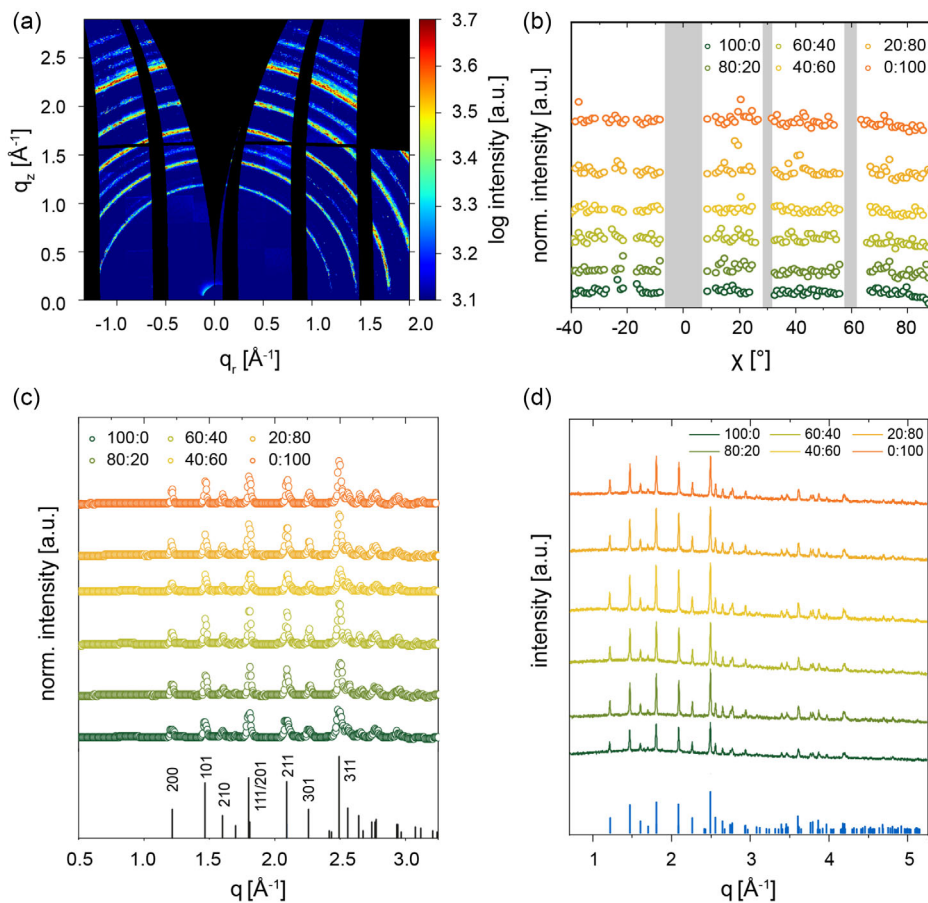 (a)
3.7
3.6
3.5
3.4
3.3
3.2
3.1
log intensity [a.u.]
2.5
2.0
1.5
1.0
0.5
0.0
q_z [Å⁻¹]
-1.0 -0.5 0.0 0.5 1.0 1.5 2.0
q_r [Å⁻¹]
(b)
100:0 60:40 20:80
80:20 40:60 0:100
norm. intensity [a.u.]
-40 -20 0 20 40 60 80
χ [°]
(c)
100:0 60:40 20:80
80:20 40:60 0:100
norm. intensity [a.u.]
200
101
210
111/201
211
301
311
0.5 1.0 1.5 2.0 2.5 3.0
q [Å⁻¹]
(d)
100:0 60:40 20:80
80:20 40:60 0:100
intensity [a.u.]
1 2 3 4 5
q [Å⁻¹]